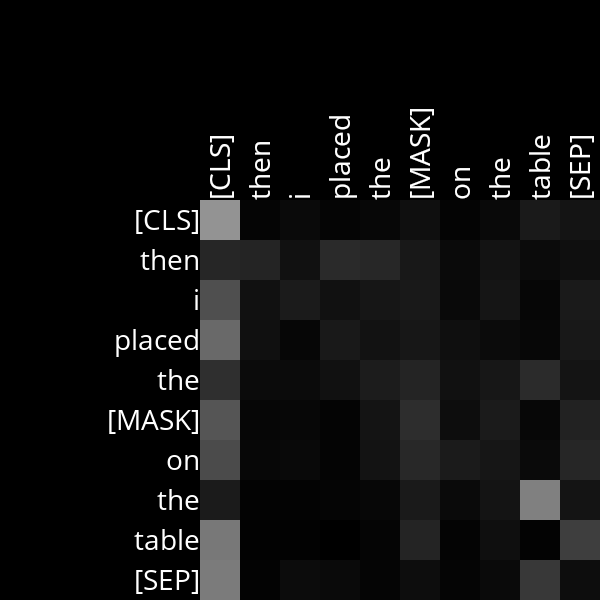 [CLS] then i placed the [MASK] on the table [SEP]
[CLS]
then
i
placed
the
[MASK]
on
the
table
[SEP]